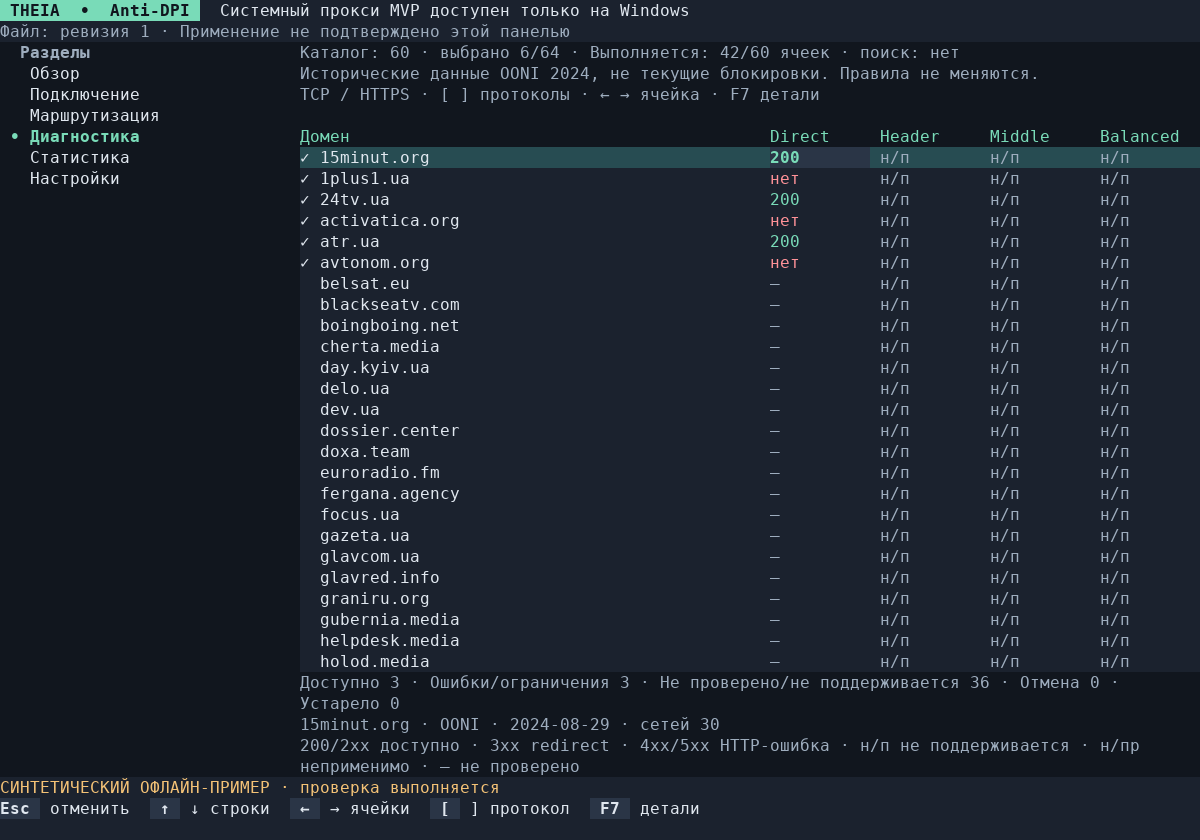 THEIA • Anti-DPI Системный прокси MVP доступен только на Windows
Файл: ревизия 1 · Применение не подтверждено этой панелью
Разделы
Обзор
Подключение
Маршрутизация
• Диагностика
Статистика
Настройки
Каталог: 60 · выбрано 6/64 · Выполняется: 42/60 ячеек · поиск: нет
Исторические данные OONI 2024, не текущие блокировки. Правила не меняются.
TCP / HTTPS · [ ] протоколы · ← → ячейка · F7 детали
Домен Direct Header Middle Balanced
✓ 15minut.org 200 н/п н/п н/п
✓ 1plus1.ua нет н/п н/п н/п
✓ 24tv.ua 200 н/п н/п н/п
✓ activatica.org нет н/п н/п н/п
✓ atr.ua 200 н/п н/п н/п
✓ avtonom.org нет н/п н/п н/п
belsat.eu — н/п н/п н/п
blackseatv.com — н/п н/п н/п
boingboing.net — н/п н/п н/п
cherta.media — н/п н/п н/п
day.kyiv.ua — н/п н/п н/п
delo.ua — н/п н/п н/п
dev.ua — н/п н/п н/п
dossier.center — н/п н/п н/п
doxa.team — н/п н/п н/п
euroradio.fm — н/п н/п н/п
fergana.agency — н/п н/п н/п
focus.ua — н/п н/п н/п
gazeta.ua — н/п н/п н/п
glavcom.ua — н/п н/п н/п
glavred.info — н/п н/п н/п
graniru.org — н/п н/п н/п
gubernia.media — н/п н/п н/п
helpdesk.media — н/п н/п н/п
holod.media — н/п н/п н/п
Доступно 3 · Ошибки/ограничения 3 · Не проверено/не поддерживается 36 · Отмена 0 ·
Устарело 0
15minut.org · OONI · 2024-08-29 · сетей 30
200/2xx доступно · 3xx redirect · 4xx/5xx HTTP-ошибка · н/п не поддерживается · н/пр
неприменимо · — не проверено
СИНТЕТИЧЕСКИЙ ОФЛАЙН-ПРИМЕР · проверка выполняется
Esc отменить ↑ ↓ строки ← → ячейки [ ] протокол F7 детали